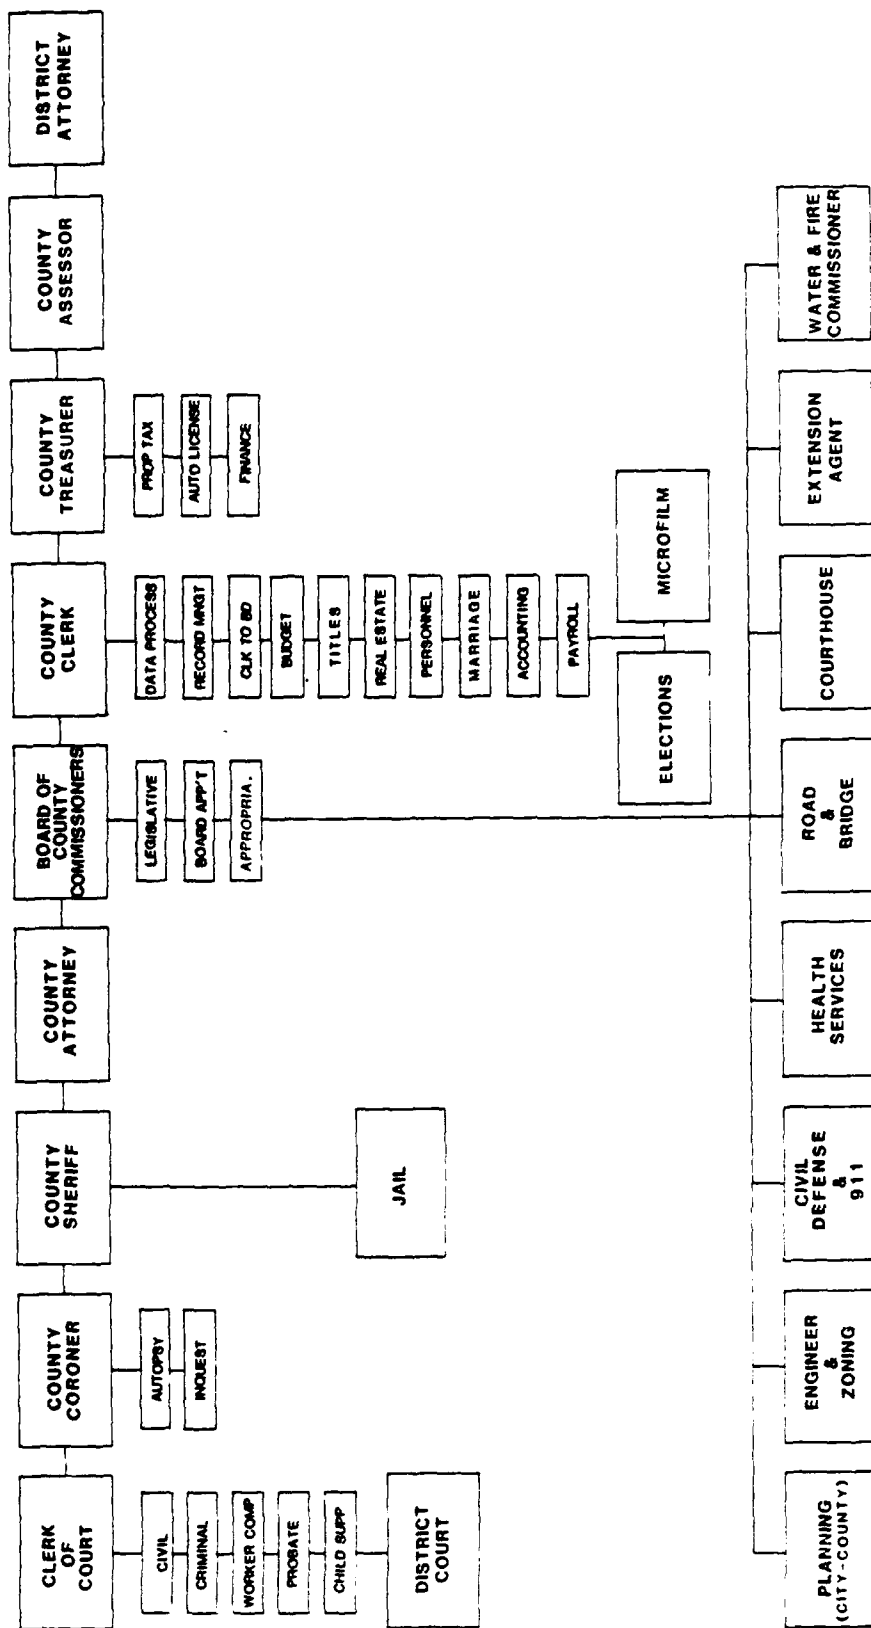 CLERK
OF
COURT
COUNTY
CORONER
COUNTY
SHERIFF
COUNTY
ATTORNEY
BOARD OF
COUNTY
COMMISSIONERS
COUNTY
CLERK
COUNTY
TREASURER
COUNTY
ASSESSOR
DISTRICT
ATTORNEY
CIVIL
CRIMINAL
WORKER COMP
PROBATE
CHILD SUPP
DISTRICT
COURT
AUTOPSY
INQUEST
JAIL
LEGISLATIVE
BOARD APP'T
APPROPRIA.
DATA PROCESS
RECORD MNGT
CLK TO BD
BUDGET
TITLES
REAL ESTATE
PERSONNEL
MARRIAGE
ACCOUNTING
PAYROLL
ELECTIONS
MICROFILM
PROP TAX
AUTO LICENSE
FINANCE
PLANNING
(CITY-COUNTY)
ENGINEER
&
ZONING
CIVIL
DEFENSE
&
911
HEALTH
SERVICES
ROAD
&
BRIDGE
COURTHOUSE
EXTENSION
AGENT
WATER & FIRE
COMMISSIONER